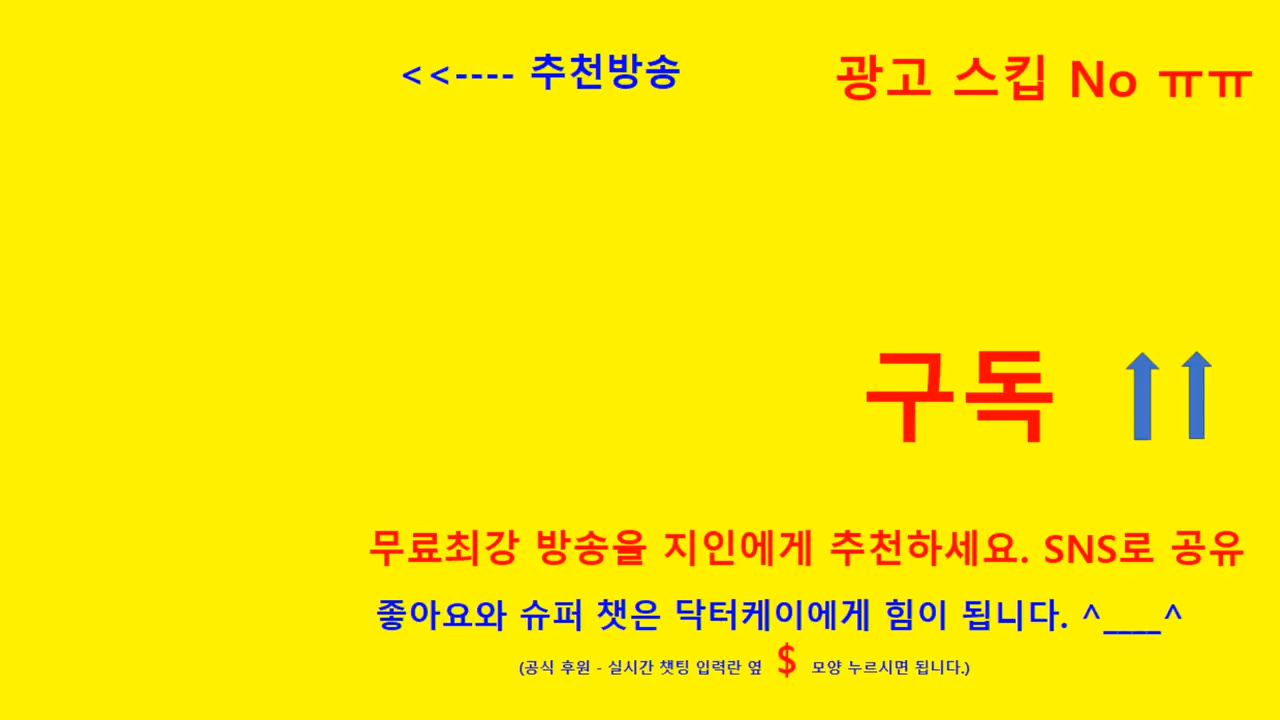 <<---- 추천방송
광고 스킵 No ㅠㅠ
구독
무료최강 방송을 지인에게 추천하세요. SNS로 공유
좋아요와 슈퍼 챗은 닥터케이에게 힘이 됩니다. ^____^
(공식 후원 - 실시간 챗팅 입력란 옆 $ 모양 누르시면 됩니다.)